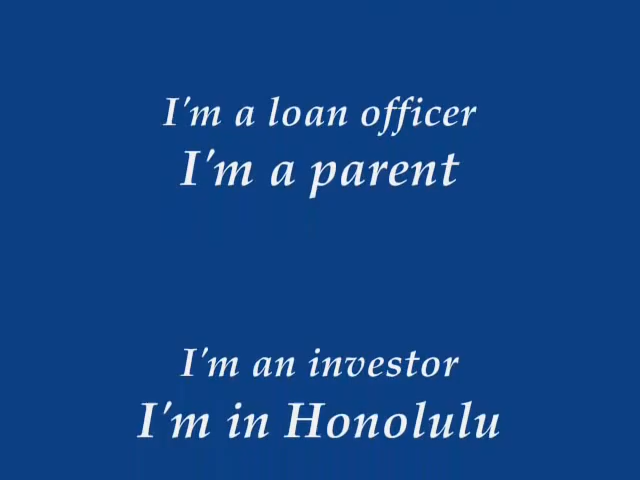 I'm a loan officer
I'm a parent
I'm an investor
I'm in Honolulu